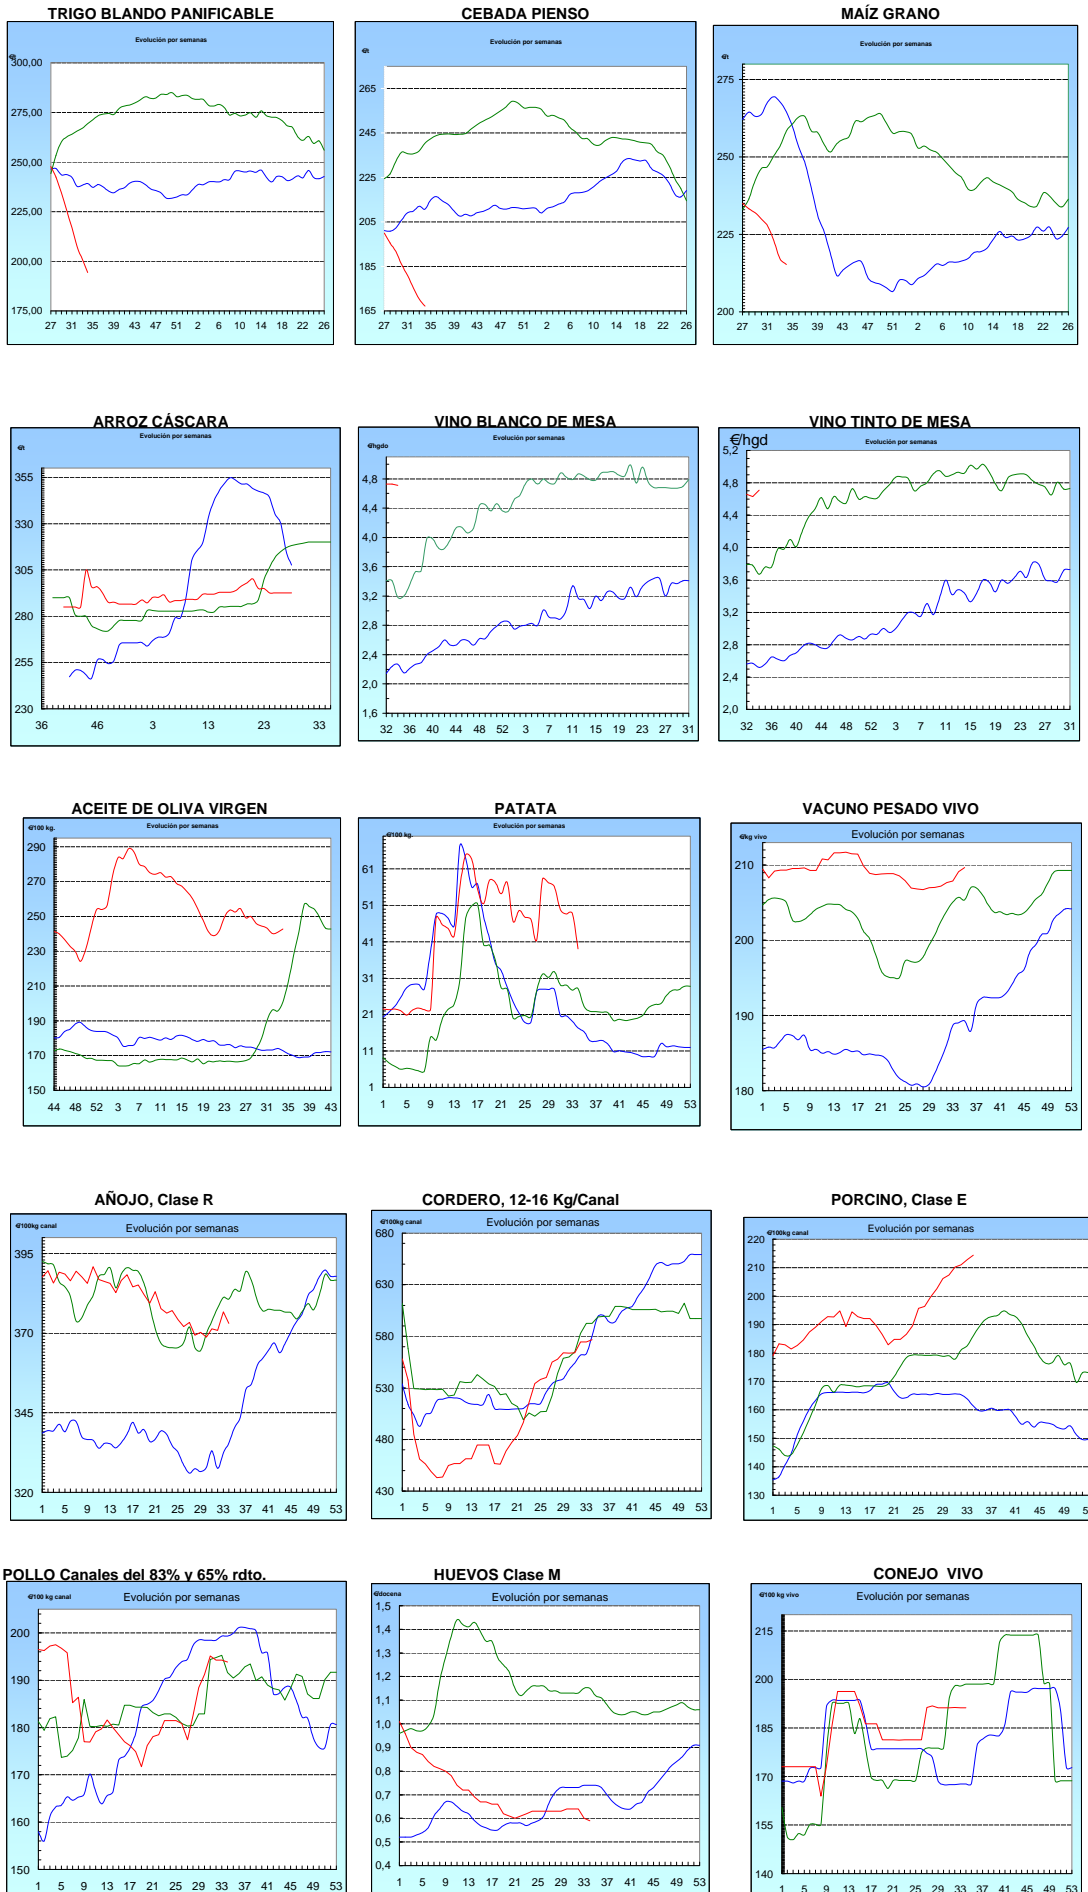 TRIGO BLANDO PANIFICABLE
Evolución por semanas
€/t
300,00
275,00
250,00
225,00
200,00
175,00
27 31 35 39 43 47 51 2 6 10 14 18 22 26
CEBADA PIENSO
Evolución por semanas
€/t
265
245
225
205
185
165
27 31 35 39 43 47 51 2 6 10 14 18 22 26
MAÍZ GRANO
Evolución por semanas
€/t
275
250
225
200
27 31 35 39 43 47 51 2 6 10 14 18 22 26
ARROZ CÁSCARA
Evolución por semanas
€/t
355
330
305
280
255
230
36 46 3 13 23 33
VINO BLANCO DE MESA
Evolución por semanas
€/hgdo
4,8
4,4
4,0
3,6
3,2
2,8
2,4
2,0
1,6
32 36 40 44 48 52 3 7 11 15 19 23 27 31
VINO TINTO DE MESA
€/hgd
Evolución por semanas
5,2
4,8
4,4
4,0
3,6
3,2
2,8
2,4
2,0
32 36 40 44 48 52 3 7 11 15 19 23 27 31
ACEITE DE OLIVA VIRGEN
€/100 kg.
Evolución por semanas
290
270
250
230
210
190
170
150
44 48 52 3 7 11 15 19 23 27 31 35 39 43
PATATA
Evolución por semanas
€/100 kg.
61
51
41
31
21
11
1
1 5 9 13 17 21 25 29 33 37 41 45 49 53
VACUNO PESADO VIVO
€/kg vivo
Evolución por semanas
210
200
190
180
1 5 9 13 17 21 25 29 33 37 41 45 49 53
AÑOJO, Clase R
€/100kg canal
Evolución por semanas
395
370
345
320
1 5 9 13 17 21 25 29 33 37 41 45 49 53
CORDERO, 12-16 Kg/Canal
€/100kg canal
Evolución por semanas
680
630
580
530
480
430
1 5 9 13 17 21 25 29 33 37 41 45 49 53
PORCINO, Clase E
Evolución por semanas
€/100kg canal
220
210
200
190
180
170
160
150
140
130
1 5 9 13 17 21 25 29 33 37 41 45 49 5
POLLO Canales del 83% y 65% rdto.
€/100 kg canal
Evolución por semanas
200
190
180
170
160
150
1 5 9 13 17 21 25 29 33 37 41 45 49 53
HUEVOS Clase M
€/docena
Evolución por semanas
1,5
1,4
1,3
1,2
1,1
1,0
0,9
0,8
0,7
0,6
0,5
0,4
1 5 9 13 17 21 25 29 33 37 41 45 49 53
CONEJO VIVO
€/100 kg vivo
Evolución por semanas
215
200
185
170
155
140
1 5 9 13 17 21 25 29 33 37 41 45 49 53